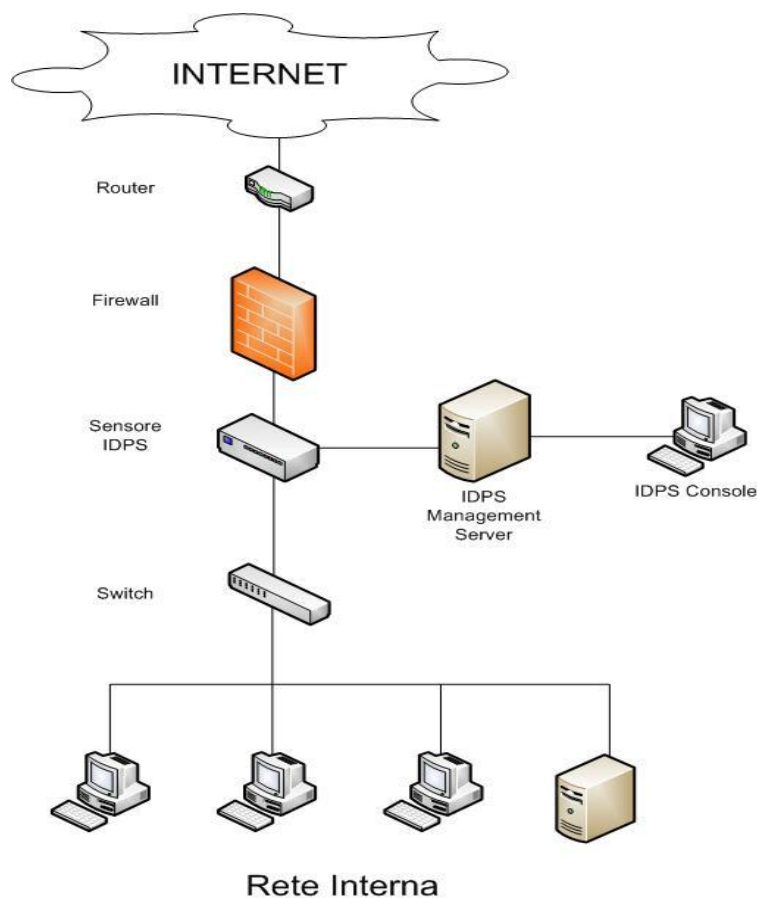 INTERNET
Router
Firewall
Sensore
IDPS
IDPS
Management
Server
IDPS Console
Switch
Rete Interna